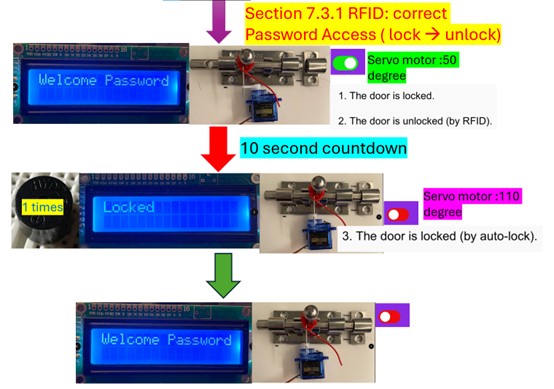 Section 7.3.1 RFID: correct
Password Access ( lock → unlock)
Welcome Password
Servo motor :50
degree
1. The door is locked.
2. The door is unlocked (by RFID).
10 second countdown
1 times
Locked
Servo motor :110
degree
3. The door is locked (by auto-lock).
Welcome Password